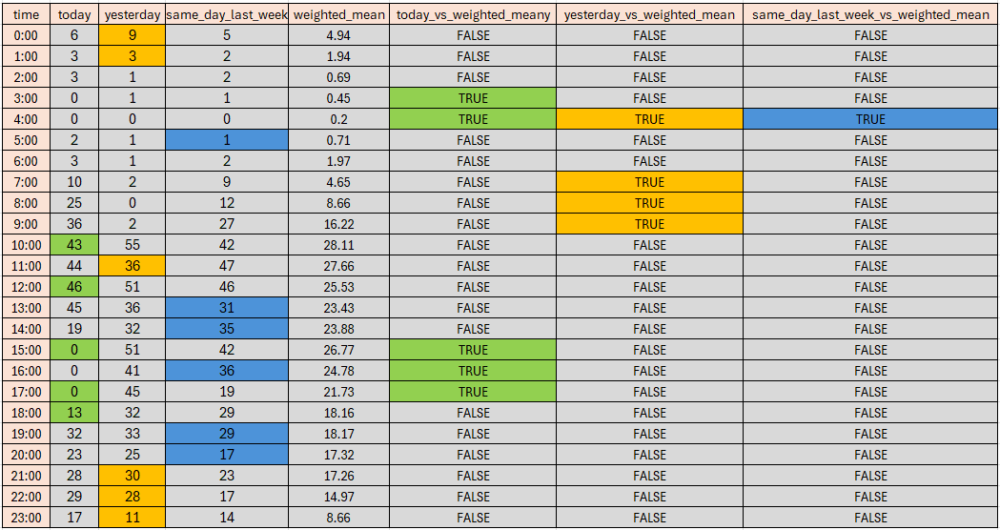 time today yesterday same_day_last_week weighted_mean today_vs_weighted_meany yesterday_vs_weighted_mean same_day_last_week_vs_weighted_mean
0:00 6 9 5 4.94 FALSE FALSE FALSE
1:00 3 3 2 1.94 FALSE FALSE FALSE
2:00 3 1 2 0.69 FALSE FALSE FALSE
3:00 0 1 1 0.45 TRUE FALSE FALSE
4:00 0 0 0 0.2 TRUE TRUE TRUE
5:00 2 1 1 0.71 FALSE FALSE FALSE
6:00 3 1 2 1.97 FALSE FALSE FALSE
7:00 10 2 9 4.65 FALSE TRUE FALSE
8:00 25 0 12 8.66 FALSE TRUE FALSE
9:00 36 2 27 16.22 FALSE TRUE FALSE
10:00 43 55 42 28.11 FALSE FALSE FALSE
11:00 44 36 47 27.66 FALSE FALSE FALSE
12:00 46 51 46 25.53 FALSE FALSE FALSE
13:00 45 36 31 23.43 FALSE FALSE FALSE
14:00 19 32 35 23.88 FALSE FALSE FALSE
15:00 0 51 42 26.77 TRUE FALSE FALSE
16:00 0 41 36 24.78 TRUE FALSE FALSE
17:00 0 45 19 21.73 TRUE FALSE FALSE
18:00 13 32 29 18.16 FALSE FALSE FALSE
19:00 32 33 29 18.17 FALSE FALSE FALSE
20:00 23 25 17 17.32 FALSE FALSE FALSE
21:00 28 30 23 17.26 FALSE FALSE FALSE
22:00 29 28 17 14.97 FALSE FALSE FALSE
23:00 17 11 14 8.66 FALSE FALSE FALSE